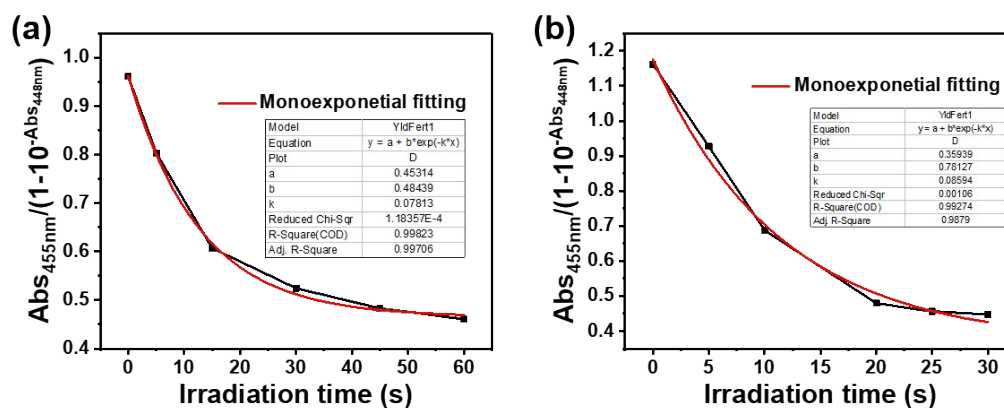 (a)
Abs455nm/(1-10-Abs448nm)
1.0
0.9
0.8
0.7
0.6
0.5
0.4
Monoexponetial fitting
Model YldFert1
Equation y = a + b*exp(-k*x)
Plot D
a 0.45314
b 0.48439
k 0.07813
Reduced Chi-Sqr 1.18357E-4
R-Square(COD) 0.99823
Adj. R-Square 0.99706
0 10 20 30 40 50 60
Irradiation time (s)
(b)
Abs455nm/(1-10-Abs448nm)
1.2
1.1
1.0
0.9
0.8
0.7
0.6
0.5
0.4
Monoexponetial fitting
Model YldFert1
Equation y = a + b*exp(-k*x)
Plot D
a 0.35939
b 0.78127
k 0.08594
Reduced Chi-Sqr 0.00106
R-Square(COD) 0.99274
Adj. R-Square 0.9879
0 5 10 15 20 25 30
Irradiation time (s)